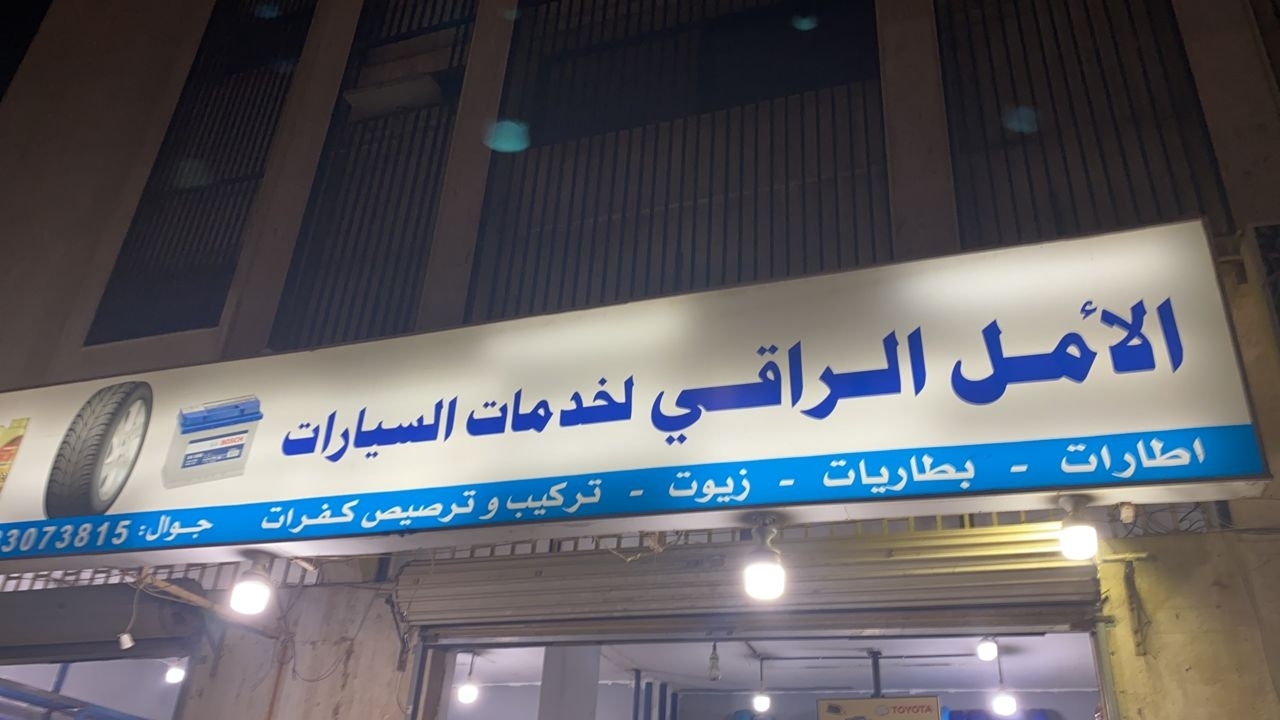 الأمل الراقي لخدمات السيارات
اطارات - بطاريات - زيوت - تركيب و ترصيص كفرات جوال: 3073815
BOSCH
TOYOTA